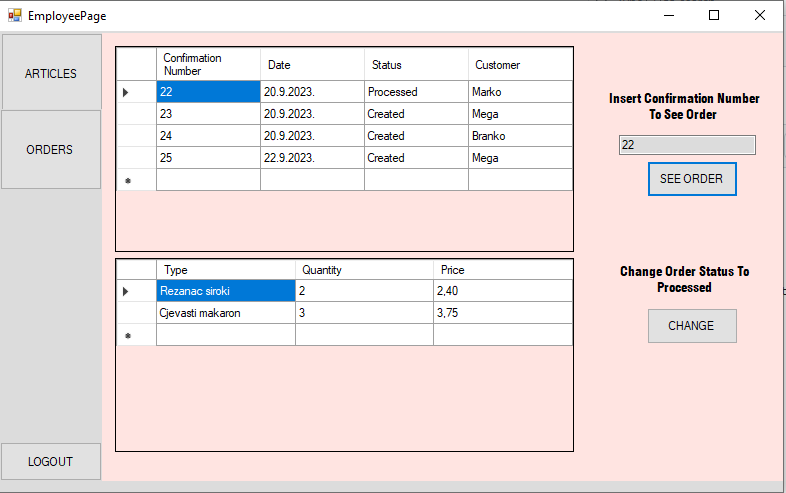 EmployeePage
ARTICLES
ORDERS
LOGOUT
Confirmation
Number
Date
Status
Customer
22
20.9.2023.
Processed
Marko
23
20.9.2023.
Created
Mega
24
20.9.2023.
Created
Branko
25
22.9.2023.
Created
Mega
Type
Quantity
Price
Rezanac siroki
2
2,40
Cjevasti makaron
3
3,75
Insert Confirmation Number
To See Order
22
SEE ORDER
Change Order Status To
Processed
CHANGE